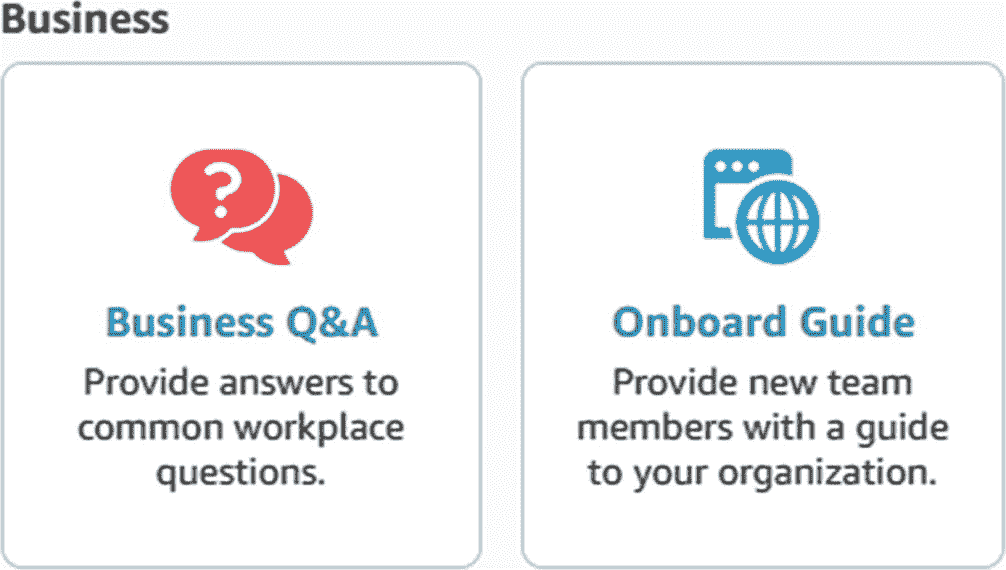 Business
Business Q&A
Provide answers to
common workplace
questions.
Onboard Guide
Provide new team
members with a guide
to your organization.